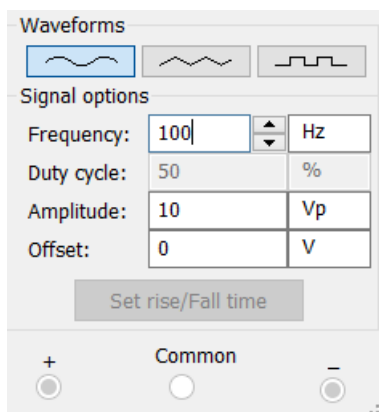 Waveforms
Signal options
Frequency: 100 Hz
Duty cycle: 50 %
Amplitude: 10 Vp
Offset: 0 V
Set rise/Fall time
+ Common −